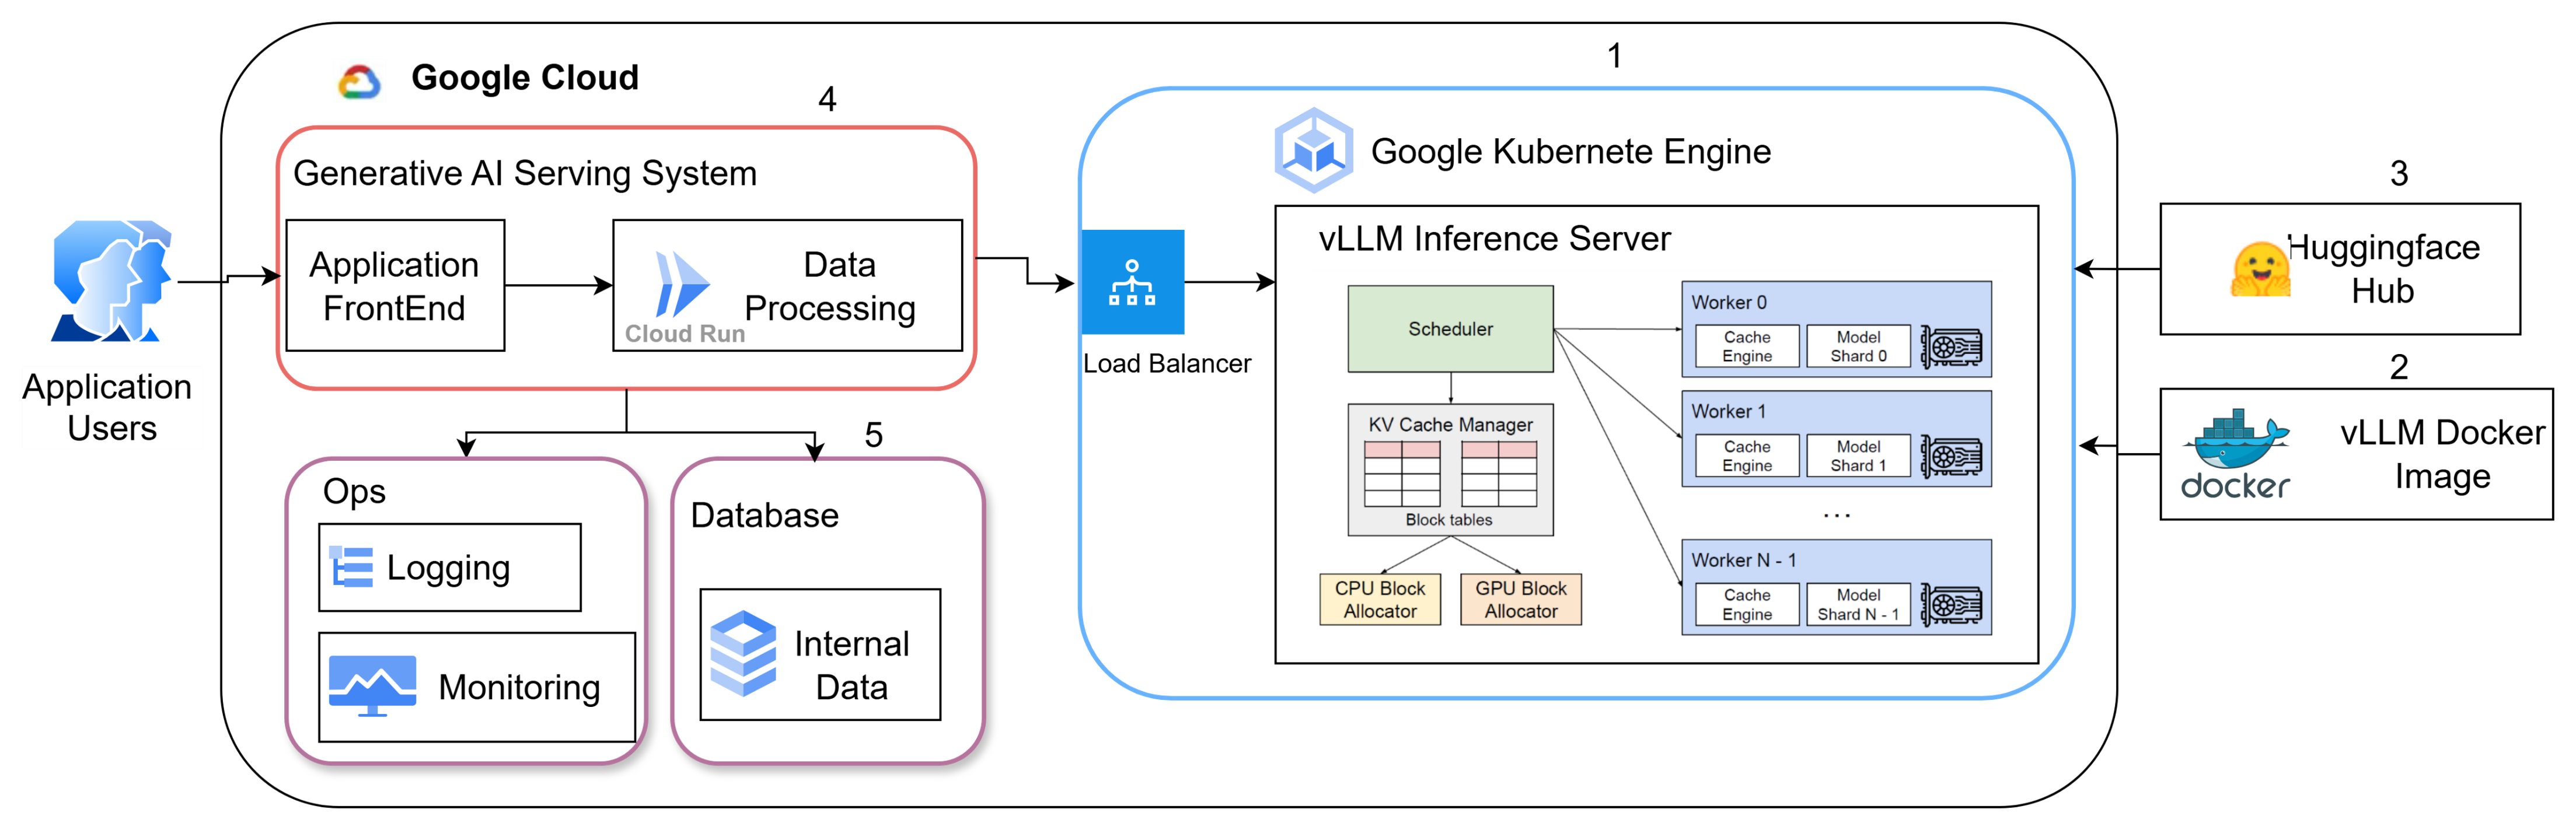 Google Cloud
4
Generative AI Serving System
Application
FrontEnd
Cloud Run
Data
Processing
Application
Users
5
Ops
Logging
Monitoring
Database
Internal
Data
1
Google Kubernete Engine
Load Balancer
vLLM Inference Server
Scheduler
KV Cache Manager
Block tables
CPU Block
Allocator
GPU Block
Allocator
Worker 0
Cache
Engine
Model
Shard 0
Worker 1
Cache
Engine
Model
Shard 1
...
Worker N - 1
Cache
Engine
Model
Shard N - 1
3
Huggingface
Hub
2
docker
vLLM Docker
Image